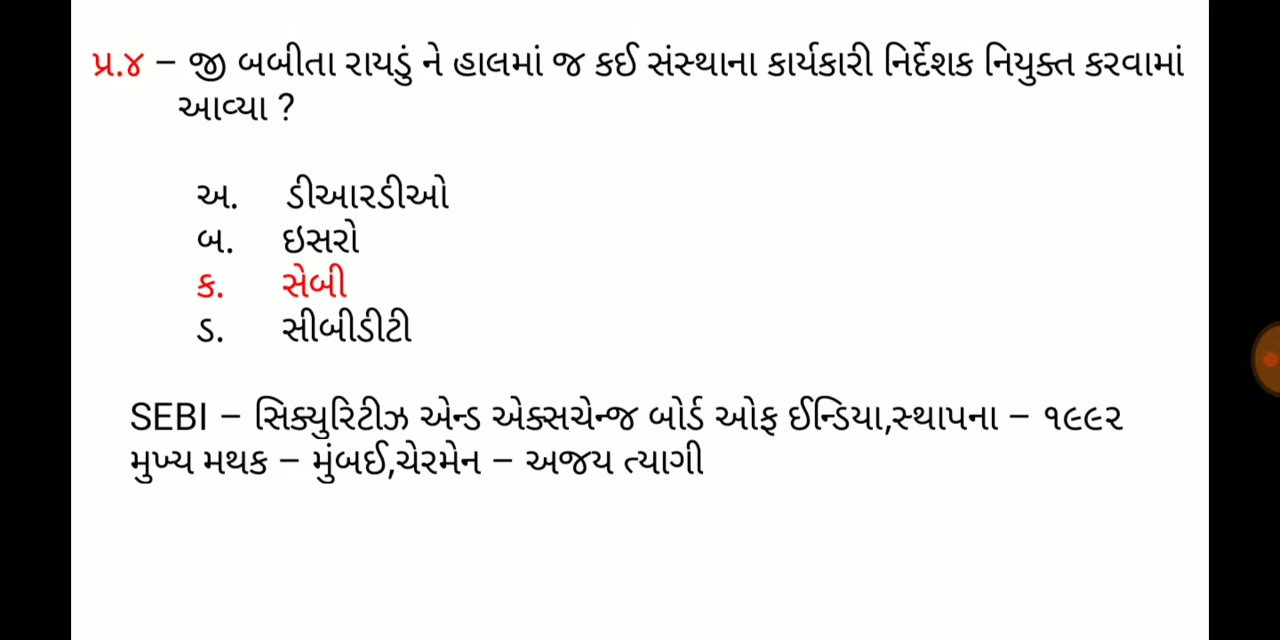 પ્ર.૪ – જી બબીતા રાયડું ને હાલમાં જ કઈ સંસ્થાના કાર્યકારી નિર્દેશક નિયુક્ત કરવામાં
આવ્યા ?
અ. ડીઆરડીઓ
બ. ઇસરો
ક. સેબી
ડ. સીબીડીટી
SEBI – સિક્યુરિટીઝ એન્ડ એક્સચેન્જ બોર્ડ ઓફ ઈન્ડિયા,સ્થાપના – ૧૯૯૨
મુખ્ય મથક – મુંબઈ,ચેરમેન – અજય ત્યાગી